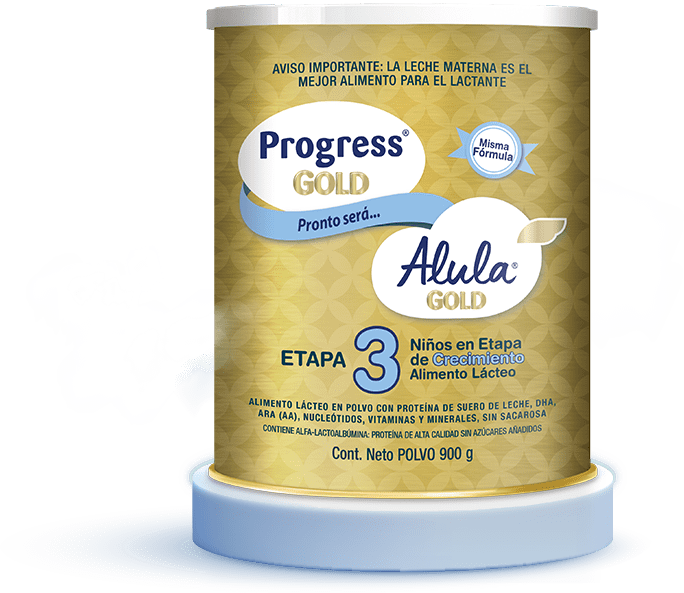 AVISO IMPORTANTE: LA LECHE MATERNA ES EL
MEJOR ALIMENTO PARA EL LACTANTE
Progress®
GOLD
Misma
Fórmula
Pronto será...
Alula®
GOLD
ETAPA 3
Niños en Etapa
de Crecimiento
Alimento Lácteo
ALIMENTO LÁCTEO EN POLVO CON PROTEÍNA DE SUERO DE LECHE, DHA,
ARA (AA), NUCLEÓTIDOS, VITAMINAS Y MINERALES, SIN SACAROSA
CONTIENE ALFA-LACTOALBÚMINA: PROTEÍNA DE ALTA CALIDAD SIN AZÚCARES AÑADIDOS
Cont. Neto POLVO 900 g